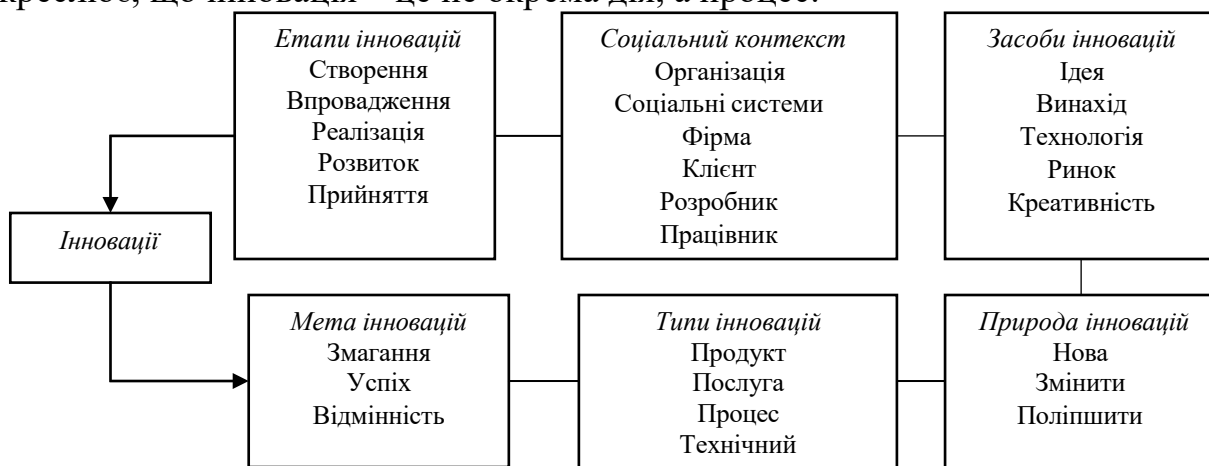 що інновація – це не окрема дія, а процес.
Етапи інновацій
Створення
Впровадження
Реалізація
Розвиток
Прийняття
Соціальний контекст
Організація
Соціальні системи
Фірма
Клієнт
Розробник
Працівник
Засоби інновацій
Ідея
Винахід
Технологія
Ринок
Креативність
Інновації
Мета інновацій
Змагання
Успіх
Відмінність
Типи інновацій
Продукт
Послуга
Процес
Технічний
Природа інновацій
Нова
Змінити
Поліпшити